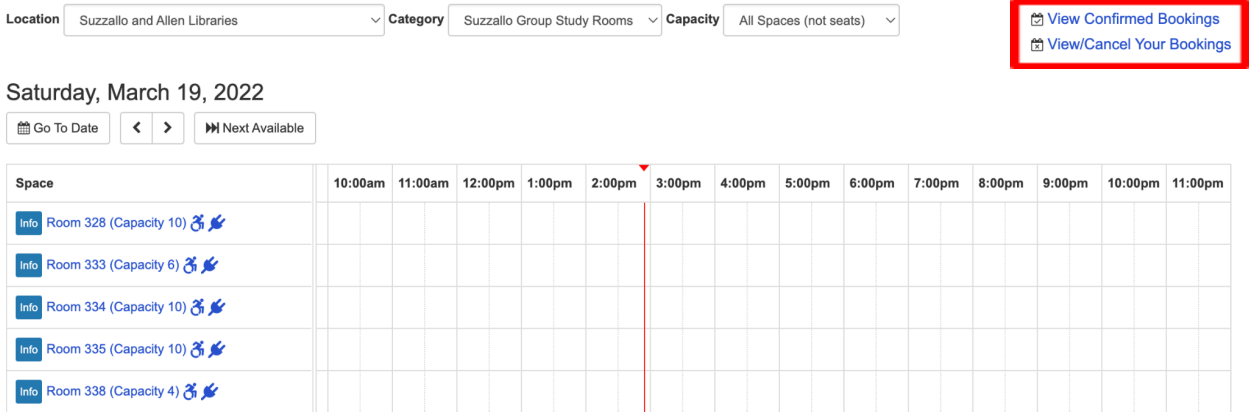 Location Suzzallo and Allen Libraries Category Suzzallo Group Study Rooms Capacity All Spaces (not seats)
View Confirmed Bookings
View/Cancel Your Bookings
Saturday, March 19, 2022
Go To Date Next Available
Space 10:00am 11:00am 12:00pm 1:00pm 2:00pm 3:00pm 4:00pm 5:00pm 6:00pm 7:00pm 8:00pm 9:00pm 10:00pm 11:00pm
Info Room 328 (Capacity 10)
Info Room 333 (Capacity 6)
Info Room 334 (Capacity 10)
Info Room 335 (Capacity 10)
Info Room 338 (Capacity 4)